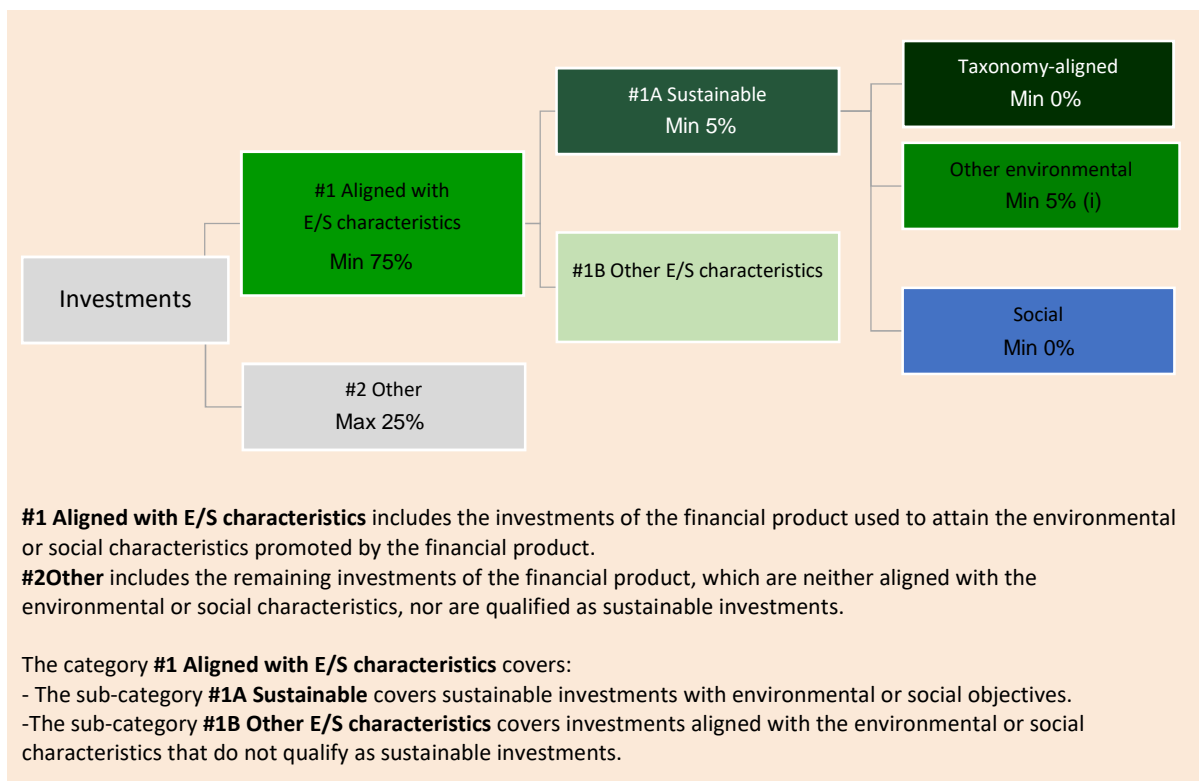 Investments
#1 Aligned with
E/S characteristics
Min 75%
#2 Other
Max 25%
#1A Sustainable
Min 5%
#1B Other E/S characteristics
Taxonomy-aligned
Min 0%
Other environmental
Min 5% (i)
Social
Min 0%
#1 Aligned with E/S characteristics includes the investments of the financial product used to attain the environmental
or social characteristics promoted by the financial product.
#2Other includes the remaining investments of the financial product, which are neither aligned with the
environmental or social characteristics, nor are qualified as sustainable investments.
The category #1 Aligned with E/S characteristics covers:
- The sub-category #1A Sustainable covers sustainable investments with environmental or social objectives.
-The sub-category #1B Other E/S characteristics covers investments aligned with the environmental or social
characteristics that do not qualify as sustainable investments.